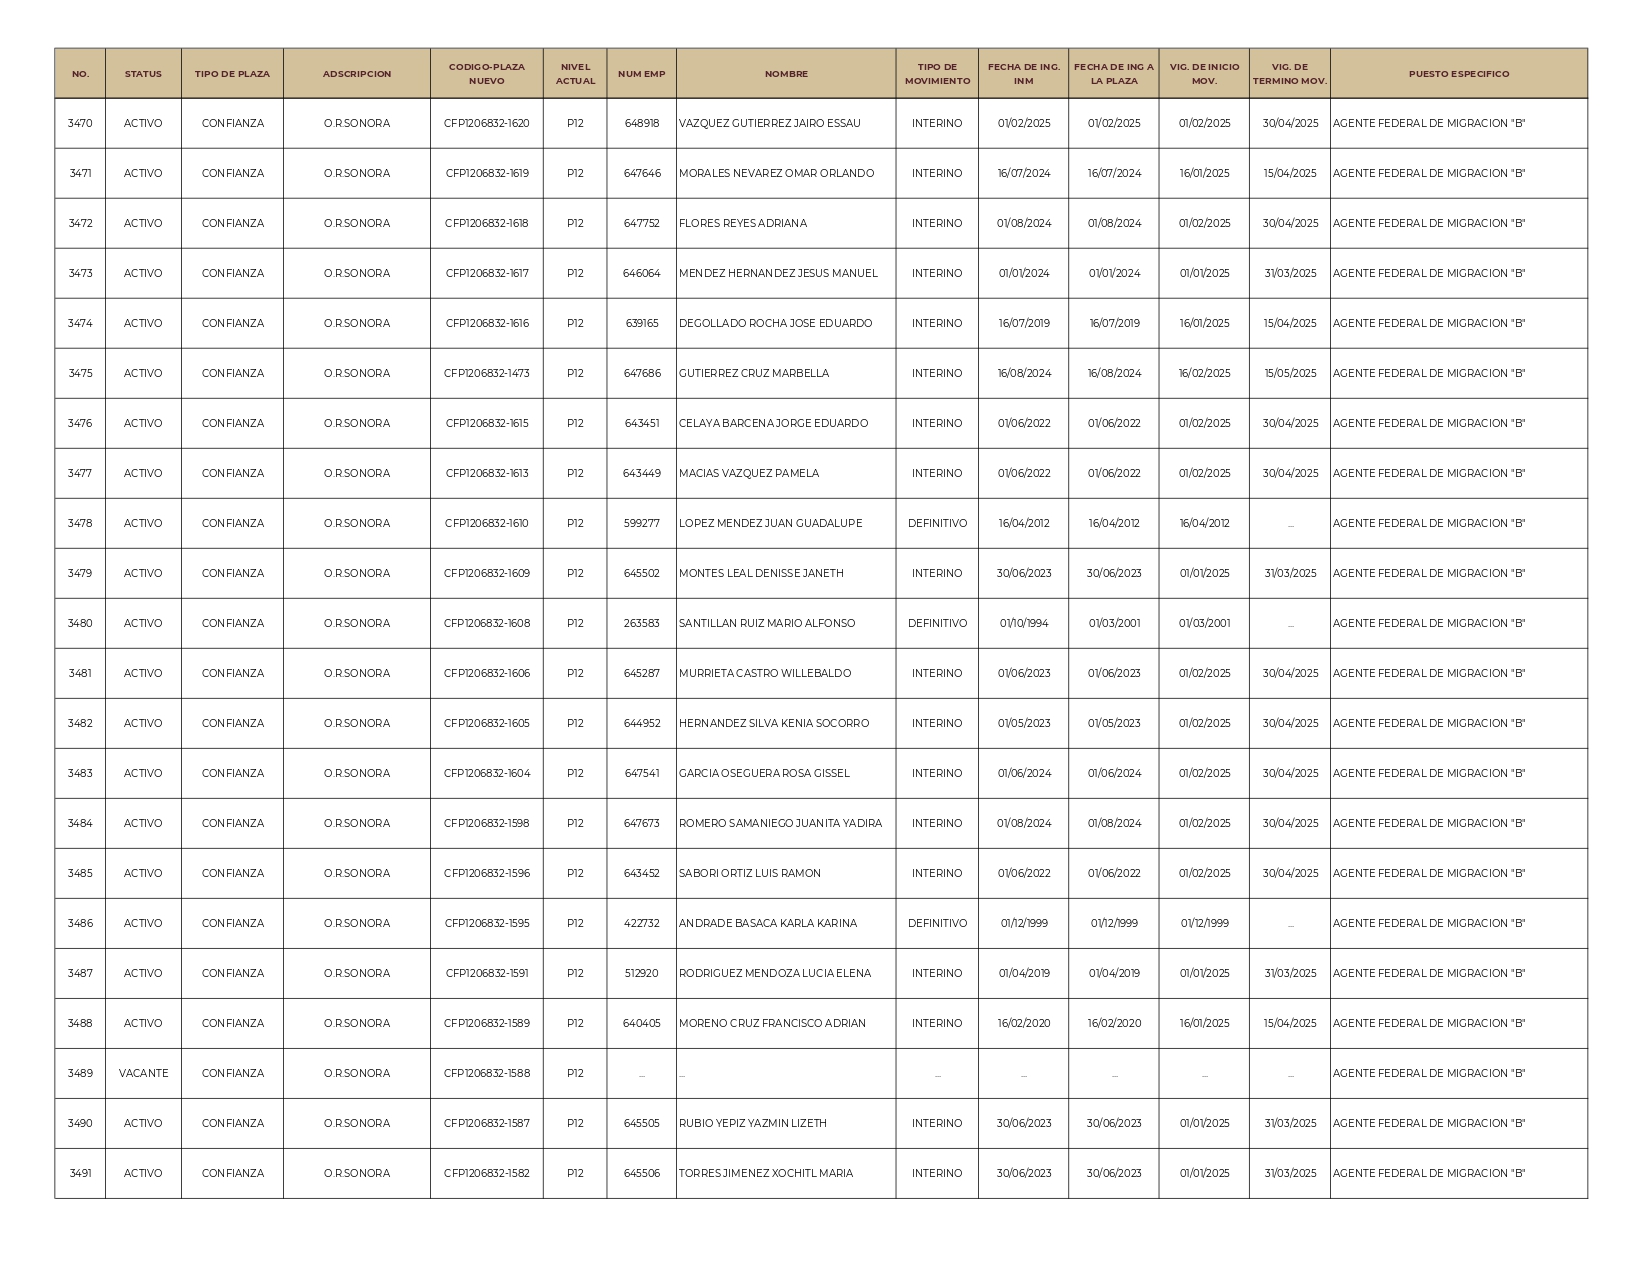 NO. STATUS TIPO DE PLAZA ADSCRIPCION CODIGO-PLAZA NUEVO NIVEL ACTUAL NUM EMP NOMBRE TIPO DE MOVIMIENTO FECHA DE ING. INM FECHA DE ING A LA PLAZA VIG. DE INICIO MOV. VIG. DE TERMINO MOV. PUESTO ESPECIFICO
3470 ACTIVO CONFIANZA O.R.SONORA CFP1206832-1620 P12 648918 VAZQUEZ GUTIERREZ JAIRO ESSAU INTERINO 01/02/2025 01/02/2025 01/02/2025 30/04/2025 AGENTE FEDERAL DE MIGRACION "B"
3471 ACTIVO CONFIANZA O.R.SONORA CFP1206832-1619 P12 647646 MORALES NEVAREZ OMAR ORLANDO INTERINO 16/07/2024 16/07/2024 16/01/2025 15/04/2025 AGENTE FEDERAL DE MIGRACION "B"
3472 ACTIVO CONFIANZA O.R.SONORA CFP1206832-1618 P12 647752 FLORES REYES ADRIANA INTERINO 01/08/2024 01/08/2024 01/02/2025 30/04/2025 AGENTE FEDERAL DE MIGRACION "B"
3473 ACTIVO CONFIANZA O.R.SONORA CFP1206832-1617 P12 646064 MENDEZ HERNANDEZ JESUS MANUEL INTERINO 01/01/2024 01/01/2024 01/01/2025 31/03/2025 AGENTE FEDERAL DE MIGRACION "B"
3474 ACTIVO CONFIANZA O.R.SONORA CFP1206832-1616 P12 639165 DEGOLLADO ROCHA JOSE EDUARDO INTERINO 16/07/2019 16/07/2019 16/01/2025 15/04/2025 AGENTE FEDERAL DE MIGRACION "B"
3475 ACTIVO CONFIANZA O.R.SONORA CFP1206832-1473 P12 647686 GUTIERREZ CRUZ MARBELLA INTERINO 16/08/2024 16/08/2024 16/02/2025 15/05/2025 AGENTE FEDERAL DE MIGRACION "B"
3476 ACTIVO CONFIANZA O.R.SONORA CFP1206832-1615 P12 643451 CELAYA BARCENA JORGE EDUARDO INTERINO 01/06/2022 01/06/2022 01/02/2025 30/04/2025 AGENTE FEDERAL DE MIGRACION "B"
3477 ACTIVO CONFIANZA O.R.SONORA CFP1206832-1613 P12 643449 MACIAS VAZQUEZ PAMELA INTERINO 01/06/2022 01/06/2022 01/02/2025 30/04/2025 AGENTE FEDERAL DE MIGRACION "B"
3478 ACTIVO CONFIANZA O.R.SONORA CFP1206832-1610 P12 599277 LOPEZ MENDEZ JUAN GUADALUPE DEFINITIVO 16/04/2012 16/04/2012 16/04/2012 ... AGENTE FEDERAL DE MIGRACION "B"
3479 ACTIVO CONFIANZA O.R.SONORA CFP1206832-1609 P12 645502 MONTES LEAL DENISSE JANETH INTERINO 30/06/2023 30/06/2023 01/01/2025 31/03/2025 AGENTE FEDERAL DE MIGRACION "B"
3480 ACTIVO CONFIANZA O.R.SONORA CFP1206832-1608 P12 263583 SANTILLAN RUIZ MARIO ALFONSO DEFINITIVO 01/10/1994 01/03/2001 01/03/2001 ... AGENTE FEDERAL DE MIGRACION "B"
3481 ACTIVO CONFIANZA O.R.SONORA CFP1206832-1606 P12 645287 MURRIETA CASTRO WILLEBALDO INTERINO 01/06/2023 01/06/2023 01/02/2025 30/04/2025 AGENTE FEDERAL DE MIGRACION "B"
3482 ACTIVO CONFIANZA O.R.SONORA CFP1206832-1605 P12 644952 HERNANDEZ SILVA KENIA SOCORRO INTERINO 01/05/2023 01/05/2023 01/02/2025 30/04/2025 AGENTE FEDERAL DE MIGRACION "B"
3483 ACTIVO CONFIANZA O.R.SONORA CFP1206832-1604 P12 647541 GARCIA OSEGUERA ROSA GISSEL INTERINO 01/06/2024 01/06/2024 01/02/2025 30/04/2025 AGENTE FEDERAL DE MIGRACION "B"
3484 ACTIVO CONFIANZA O.R.SONORA CFP1206832-1598 P12 647673 ROMERO SAMANIEGO JUANITA YADIRA INTERINO 01/08/2024 01/08/2024 01/02/2025 30/04/2025 AGENTE FEDERAL DE MIGRACION "B"
3485 ACTIVO CONFIANZA O.R.SONORA CFP1206832-1596 P12 643452 SABORI ORTIZ LUIS RAMON INTERINO 01/06/2022 01/06/2022 01/02/2025 30/04/2025 AGENTE FEDERAL DE MIGRACION "B"
3486 ACTIVO CONFIANZA O.R.SONORA CFP1206832-1595 P12 422732 ANDRADE BASACA KARLA KARINA DEFINITIVO 01/12/1999 01/12/1999 01/12/1999 ... AGENTE FEDERAL DE MIGRACION "B"
3487 ACTIVO CONFIANZA O.R.SONORA CFP1206832-1591 P12 512920 RODRIGUEZ MENDOZA LUCIA ELENA INTERINO 01/04/2019 01/04/2019 01/01/2025 31/03/2025 AGENTE FEDERAL DE MIGRACION "B"
3488 ACTIVO CONFIANZA O.R.SONORA CFP1206832-1589 P12 640405 MORENO CRUZ FRANCISCO ADRIAN INTERINO 16/02/2020 16/02/2020 16/01/2025 15/04/2025 AGENTE FEDERAL DE MIGRACION "B"
3489 VACANTE CONFIANZA O.R.SONORA CFP1206832-1588 P12 ... ... ... ... ... ... ... AGENTE FEDERAL DE MIGRACION "B"
3490 ACTIVO CONFIANZA O.R.SONORA CFP1206832-1587 P12 645505 RUBIO YEPIZ YAZMIN LIZETH INTERINO 30/06/2023 30/06/2023 01/01/2025 31/03/2025 AGENTE FEDERAL DE MIGRACION "B"
3491 ACTIVO CONFIANZA O.R.SONORA CFP1206832-1582 P12 645506 TORRES JIMENEZ XOCHITL MARIA INTERINO 30/06/2023 30/06/2023 01/01/2025 31/03/2025 AGENTE FEDERAL DE MIGRACION "B"